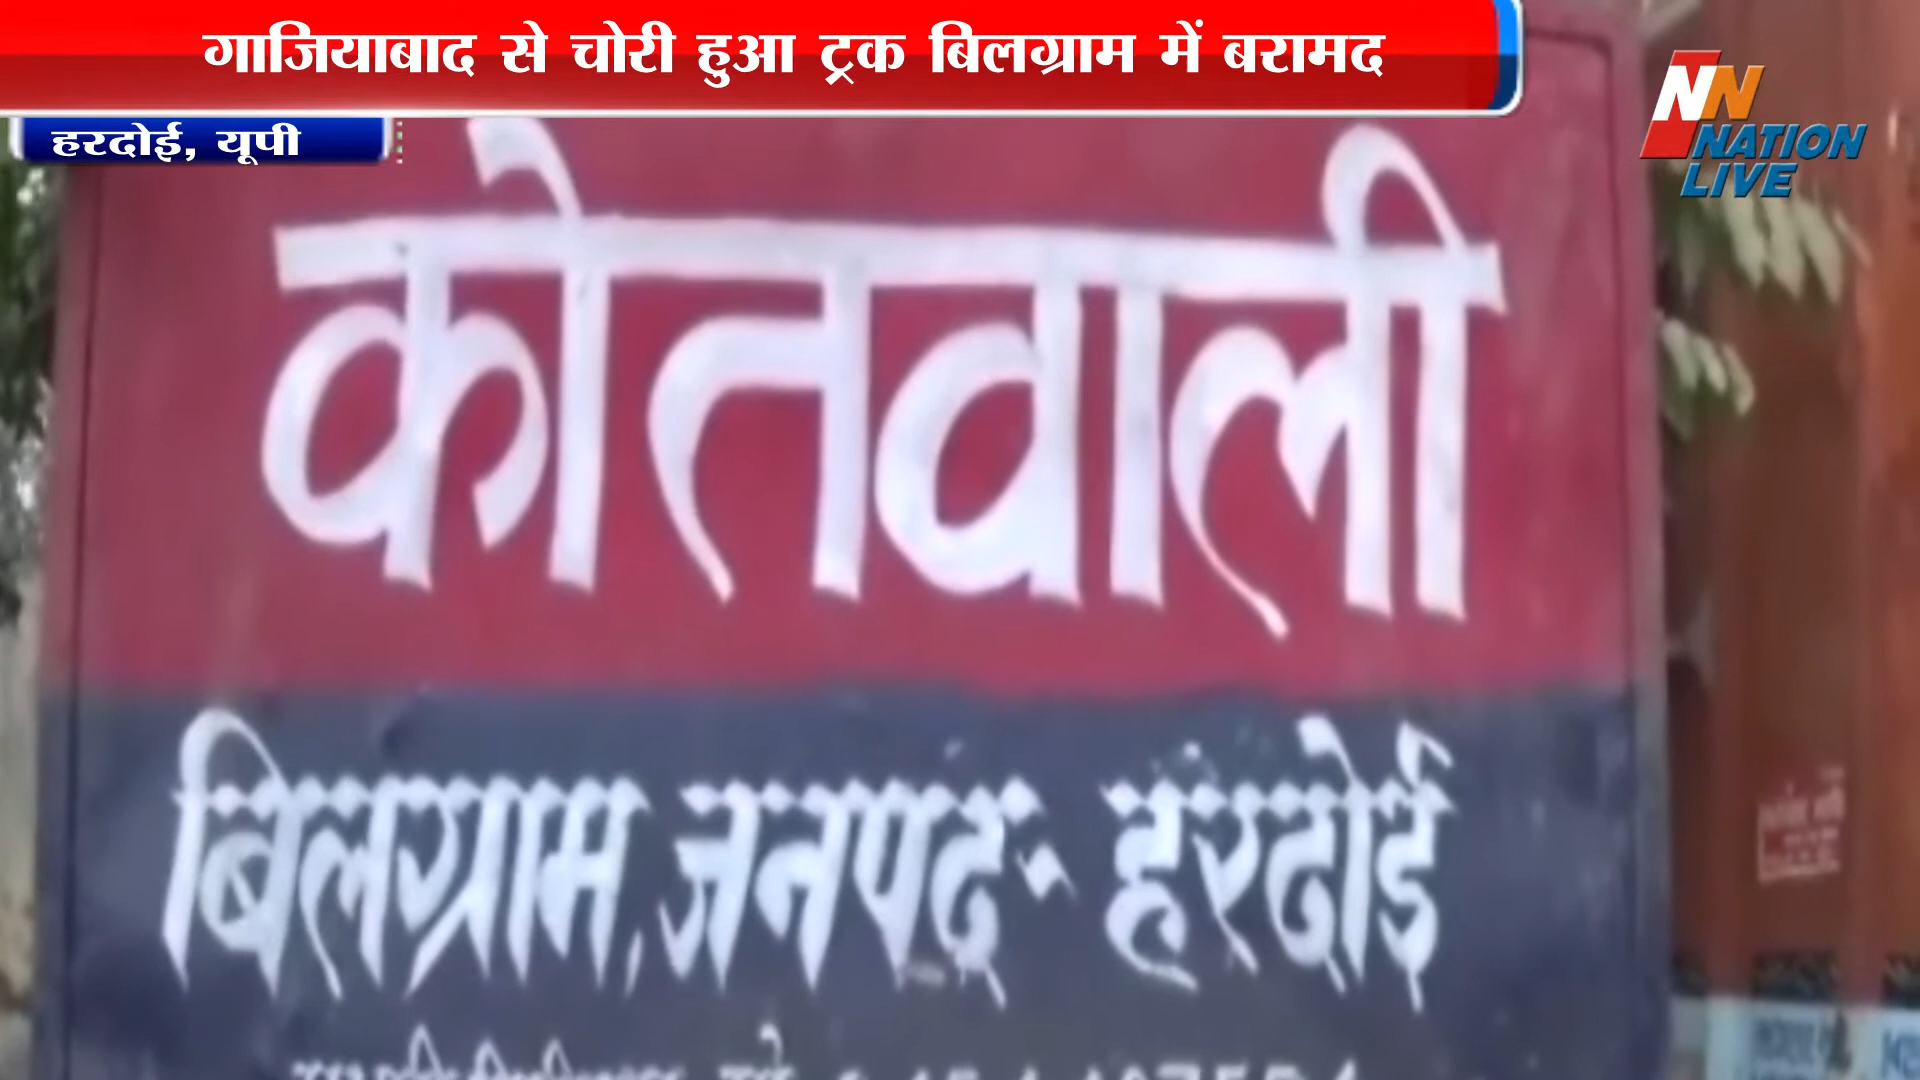 गाजियाबाद से चोरी हुआ ट्रक बिलग्राम में बरामद
हरदोई, यूपी
NN
NATION
LIVE
कोतवाली
बिलग्राम, जनपद- हरदोई